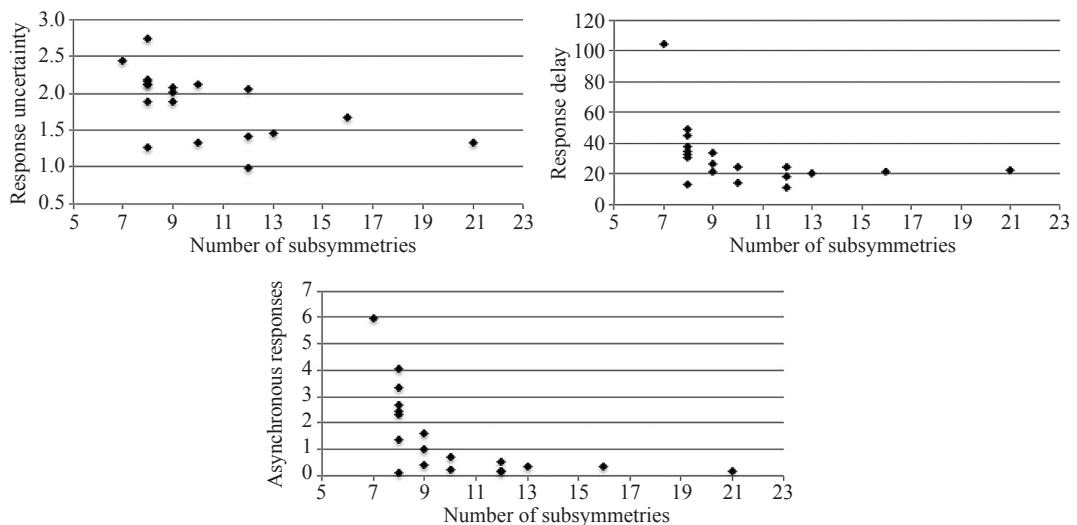 Response uncertainty
3.0
2.5
2.0
1.5
1.0
0.5
5 7 9 11 13 15 17 19 21 23
Number of subsymmetries
Response delay
120
100
80
60
40
20
0
5 7 9 11 13 15 17 19 21 23
Number of subsymmetries
Asynchronous responses
7
6
5
4
3
2
1
0
5 7 9 11 13 15 17 19 21 23
Number of subsymmetries